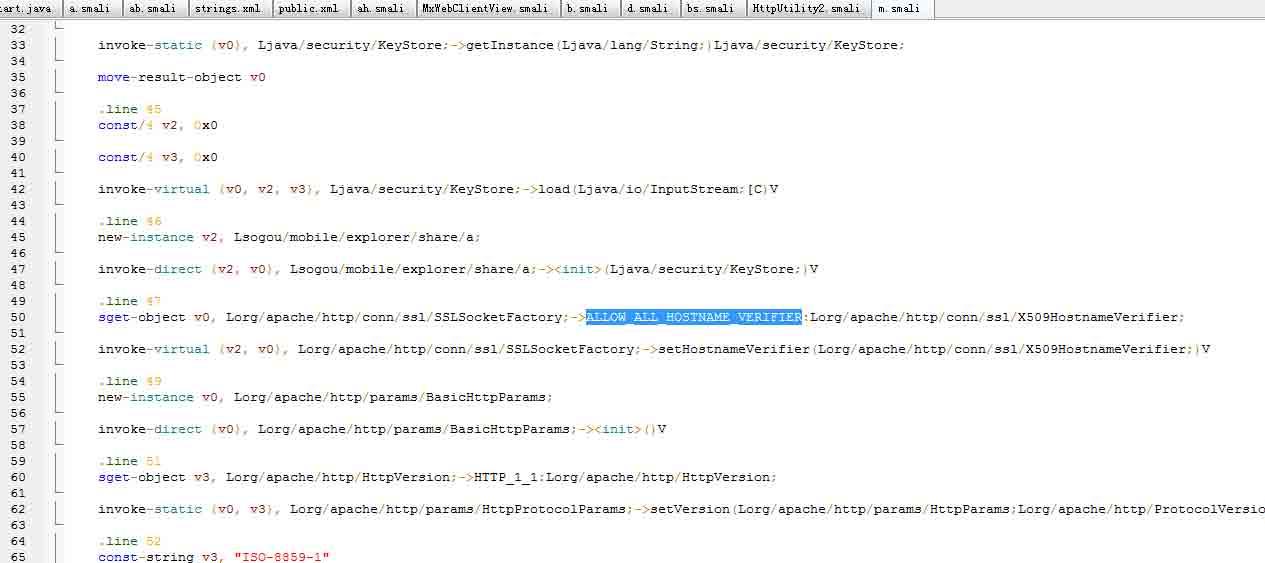 tart.java a.smali ab.smali strings.xml public.xml ah.smali MxWebClientView.smali b.smali d.smali bs.smali HttpUtility2.smali m.smali
32
33 invoke-static {v0}, Ljava/security/KeyStore;->getInstance(Ljava/lang/String;)Ljava/security/KeyStore;
34
35 move-result-object v0
36
37 .line 45
38 const/4 v2, 0x0
39
40 const/4 v3, 0x0
41
42 invoke-virtual {v0, v2, v3}, Ljava/security/KeyStore;->load(Ljava/io/InputStream;[C)V
43
44 .line 46
45 new-instance v2, Lsogou/mobile/explorer/share/a;
46
47 invoke-direct {v2, v0}, Lsogou/mobile/explorer/share/a;-><init>(Ljava/security/KeyStore;)V
48
49 .line 47
50 sget-object v0, Lorg/apache/http/conn/ssl/SSLSocketFactory;->ALLOW_ALL_HOSTNAME_VERIFIER:Lorg/apache/http/conn/ssl/X509HostnameVerifier;
51
52 invoke-virtual {v2, v0}, Lorg/apache/http/conn/ssl/SSLSocketFactory;->setHostnameVerifier(Lorg/apache/http/conn/ssl/X509HostnameVerifier;)V
53
54 .line 49
55 new-instance v0, Lorg/apache/http/params/BasicHttpParams;
56
57 invoke-direct {v0}, Lorg/apache/http/params/BasicHttpParams;-><init>()V
58
59 .line 51
60 sget-object v3, Lorg/apache/http/HttpVersion;->HTTP_1_1:Lorg/apache/http/HttpVersion;
61
62 invoke-static {v0, v3}, Lorg/apache/http/params/HttpProtocolParams;->setVersion(Lorg/apache/http/params/HttpParams;Lorg/apache/http/ProtocolVersio
63
64 .line 52
65 const-string v3, "ISO-8859-1"